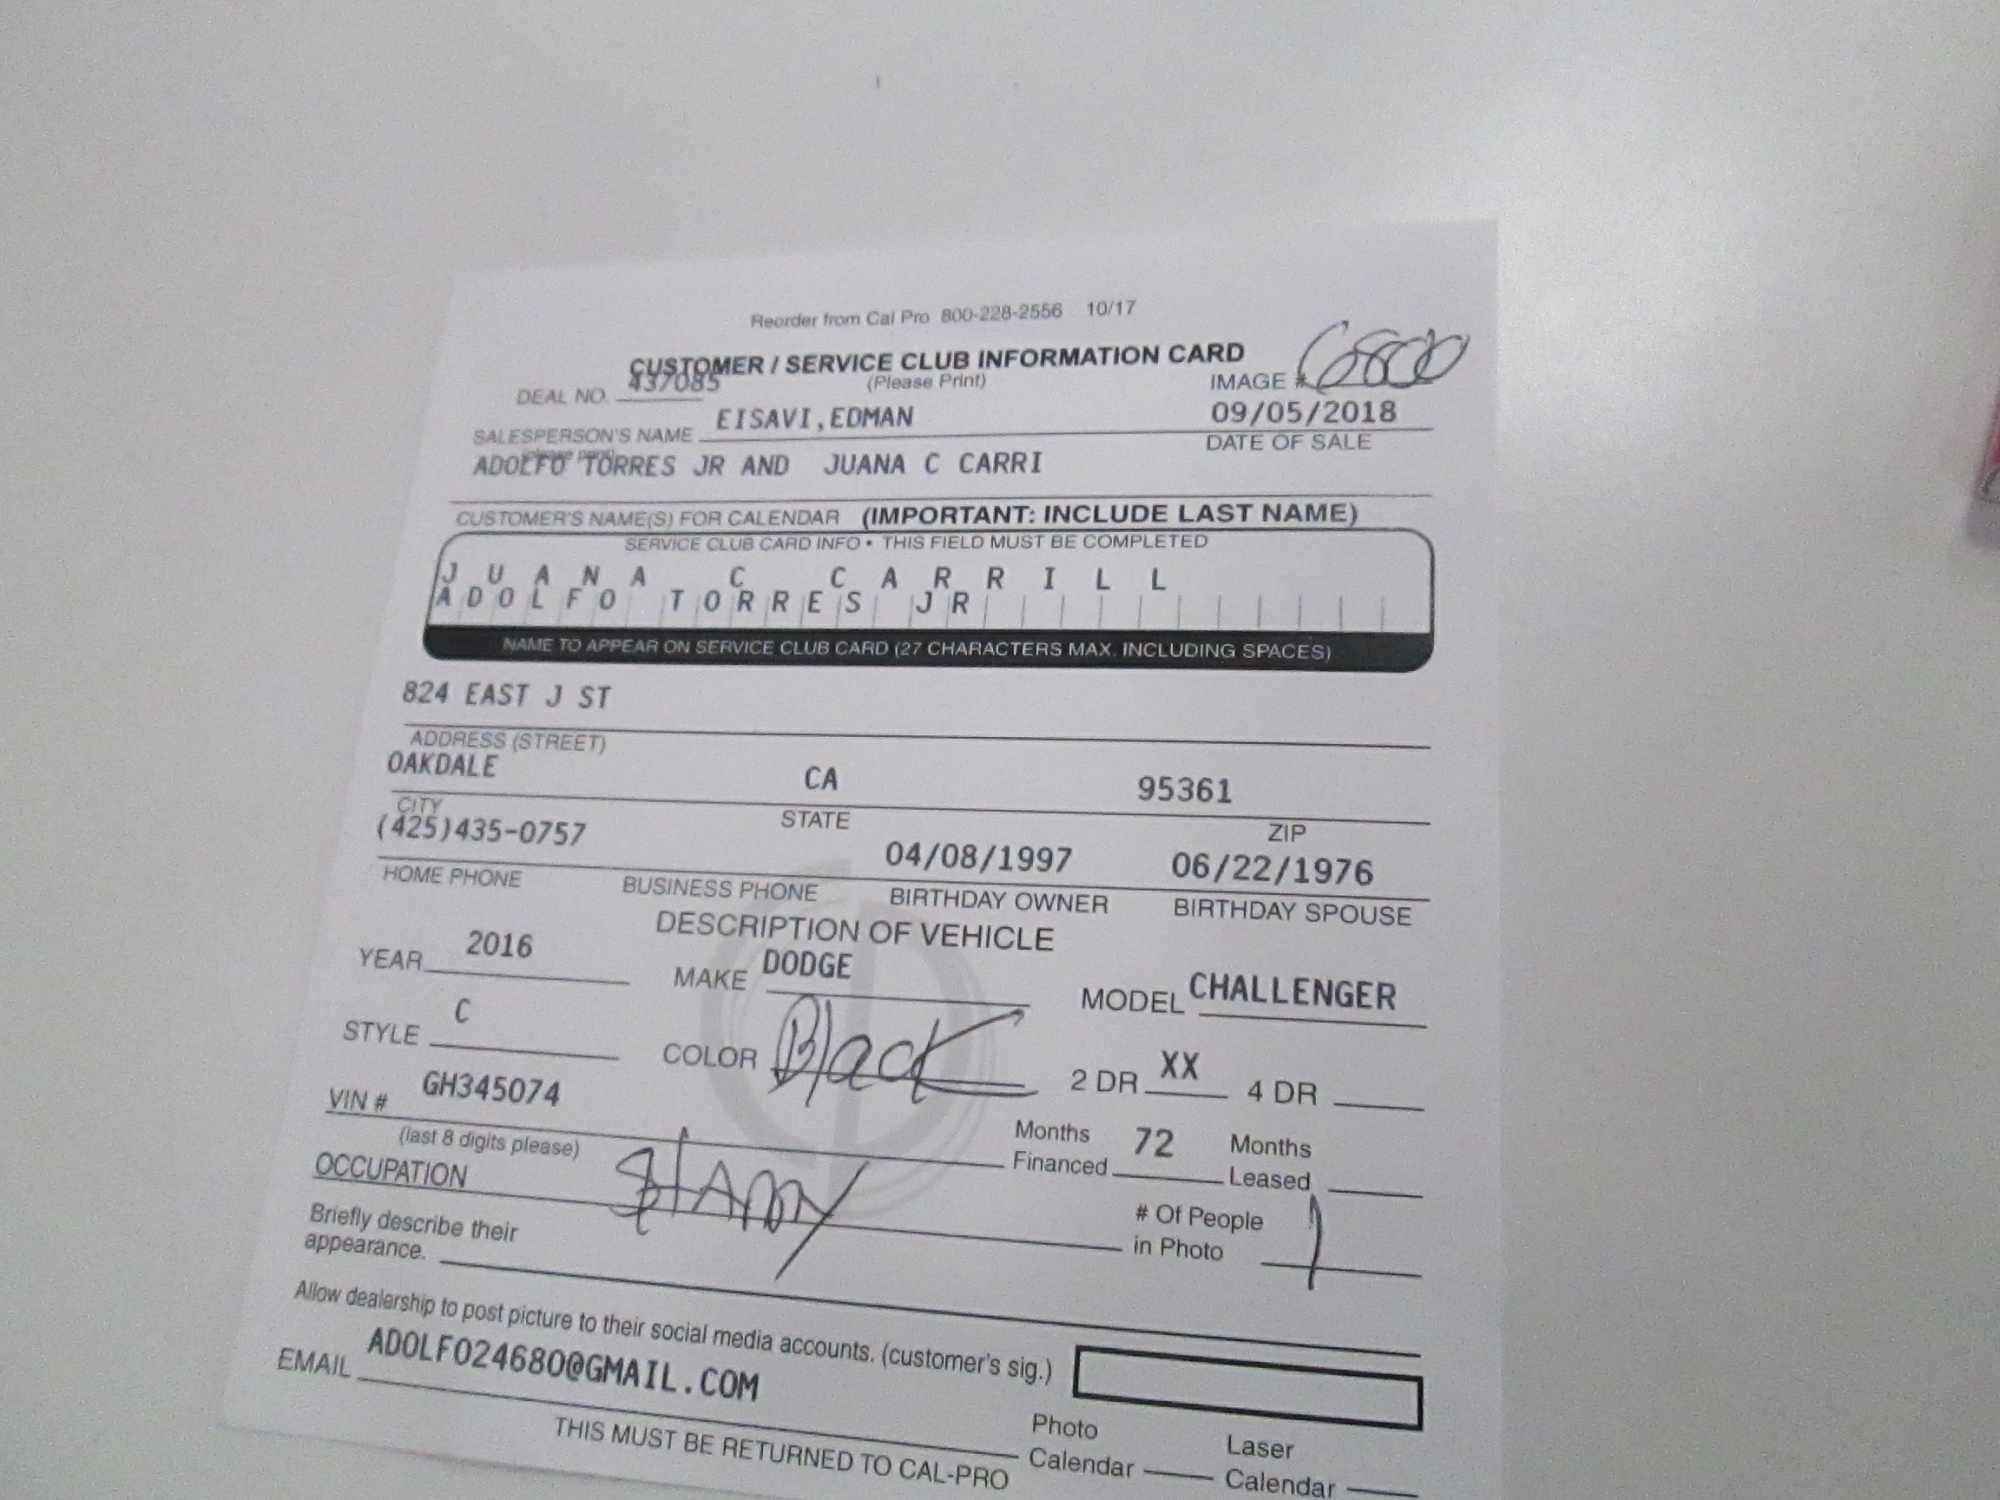 Reorder from Cal Pro 800-228-2556 10/17
CUSTOMER / SERVICE CLUB INFORMATION CARD
DEAL NO. 437085 (Please Print) IMAGE #
SALESPERSON'S NAME EISAVI,EDMAN 09/05/2018
(please print) DATE OF SALE
ADOLFO TORRES JR AND JUANA C CARRI
CUSTOMER'S NAME(S) FOR CALENDAR (IMPORTANT: INCLUDE LAST NAME)
SERVICE CLUB CARD INFO • THIS FIELD MUST BE COMPLETED
JUANA C CARRILL
ADOLFO TORRES JR
NAME TO APPEAR ON SERVICE CLUB CARD (27 CHARACTERS MAX. INCLUDING SPACES)
824 EAST J ST
ADDRESS (STREET)
OAKDALE CA 95361
CITY STATE ZIP
(425)435-0757 04/08/1997 06/22/1976
HOME PHONE BUSINESS PHONE BIRTHDAY OWNER BIRTHDAY SPOUSE
DESCRIPTION OF VEHICLE
YEAR 2016 MAKE DODGE MODEL CHALLENGER
STYLE C COLOR Black 2 DR XX 4 DR
VIN # GH345074 Months Financed 72 Months Leased
(last 8 digits please)
OCCUPATION # Of People in Photo 1
Briefly describe their
appearance.
Allow dealership to post picture to their social media accounts. (customer's sig.)
EMAIL ADOLFO24680@GMAIL.COM
Photo Calendar Laser Calendar
THIS MUST BE RETURNED TO CAL-PRO